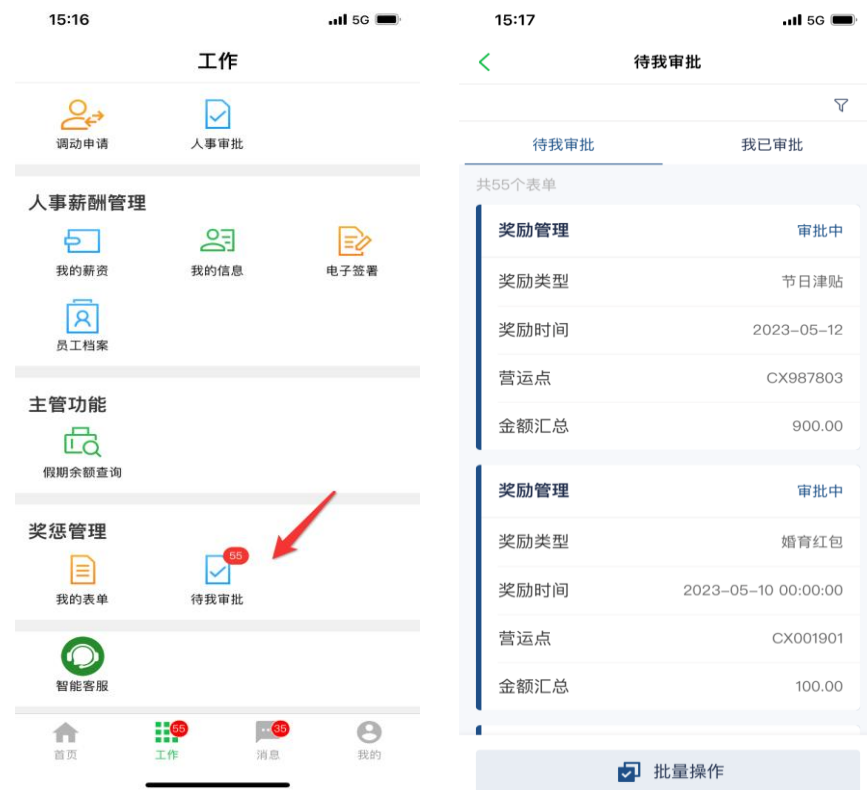 15:16
5G
工作
调动申请
人事审批
人事薪酬管理
我的薪资
我的信息
电子签署
员工档案
主管功能
假期余额查询
奖惩管理
55
我的表单
待我审批
智能客服
55
35
首页
工作
消息
我的
15:17
5G
待我审批
待我审批
我已审批
共55个表单
奖励管理
审批中
奖励类型
节日津贴
奖励时间
2023-05-12
营运点
CX987803
金额汇总
900.00
奖励管理
审批中
奖励类型
婚育红包
奖励时间
2023-05-10 00:00:00
营运点
CX001901
金额汇总
100.00
批量操作